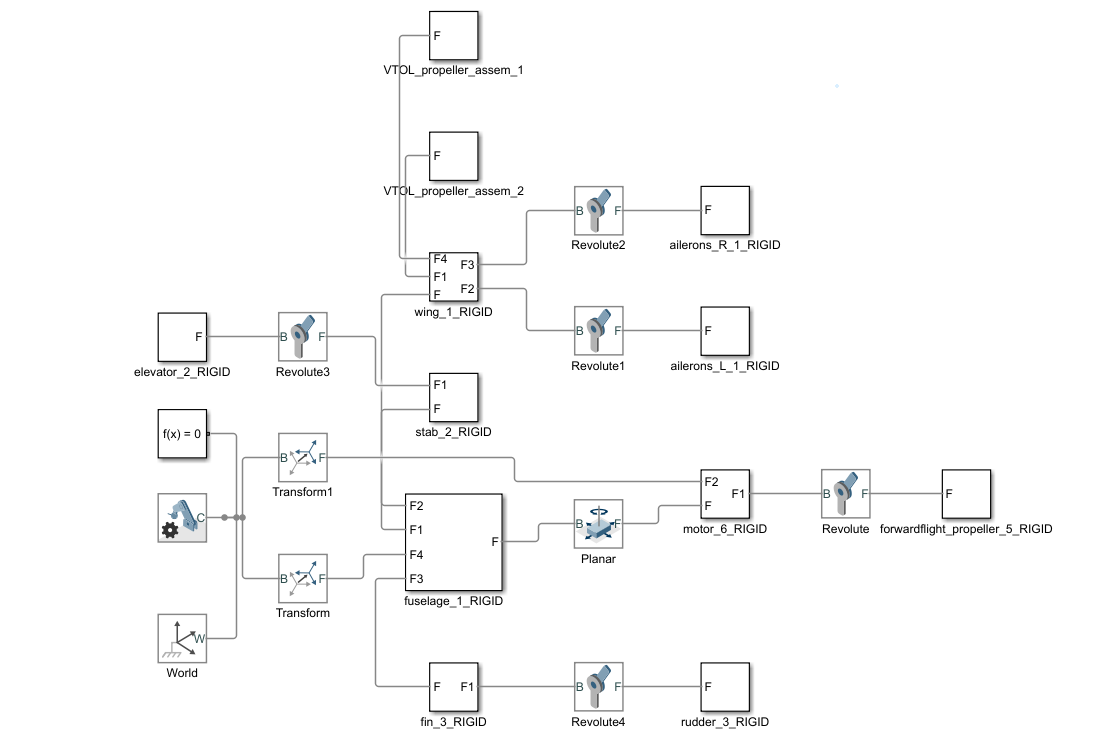 F
VTOL_propeller_assem_1
F
VTOL_propeller_assem_2
B F
Revolute2
F
ailerons_R_1_RIGID
F4 F3
F1
F F2
wing_1_RIGID
B F
Revolute1
F
ailerons_L_1_RIGID
F
elevator_2_RIGID
B F
Revolute3
F1
F
stab_2_RIGID
f(x) = 0
B F
Transform1
C
F2
F F1
motor_6_RIGID
B F
Revolute
F
forwardflight_propeller_5_RIGID
F2
F1
F
F4
F3
fuselage_1_RIGID
B F
Planar
B F
Transform
W
World
F F1
fin_3_RIGID
B F
Revolute4
F
rudder_3_RIGID